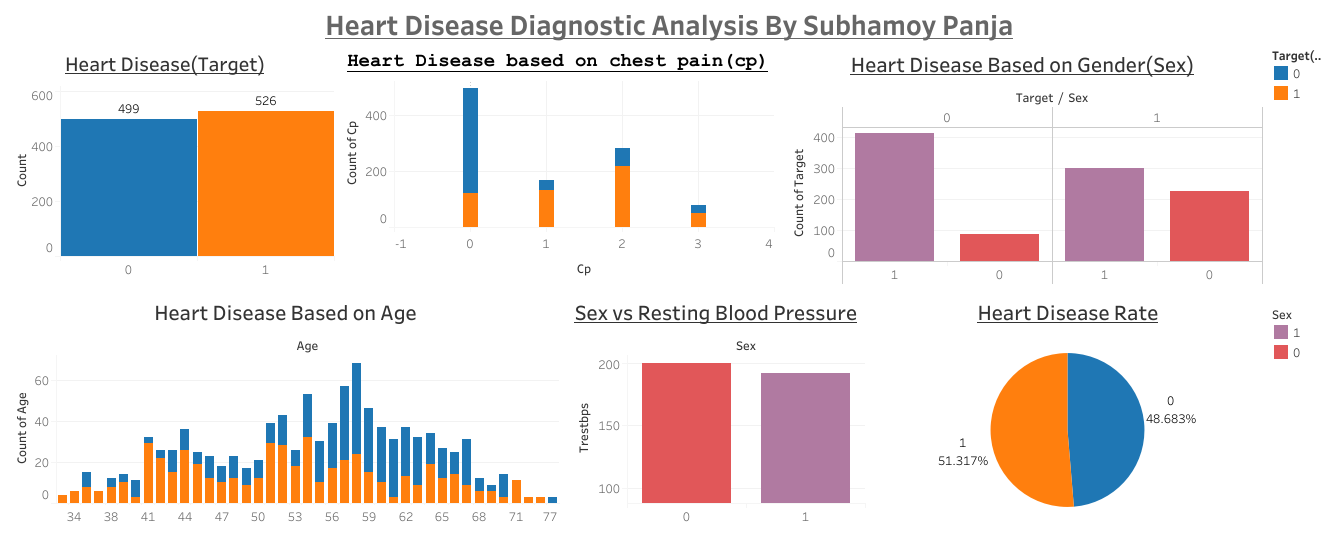 Heart Disease Diagnostic Analysis By Subhamoy Panja
Heart Disease(Target)
Count
600
400
200
0
499
526
0 1
Heart Disease based on chest pain(cp)
Count of Cp
400
200
0
-1 0 1 2 3 4
Cp
Heart Disease Based on Gender(Sex)
Target / Sex
0 1
Count of Target
400
300
200
100
0
1 0 1 0
Target(..
0
1
Heart Disease Based on Age
Age
Count of Age
60
40
20
0
34 38 41 44 47 50 53 56 59 62 65 68 71 77
Sex vs Resting Blood Pressure
Sex
Trestbps
200
150
100
0 1
Heart Disease Rate
0
48.683%
1
51.317%
Sex
1
0